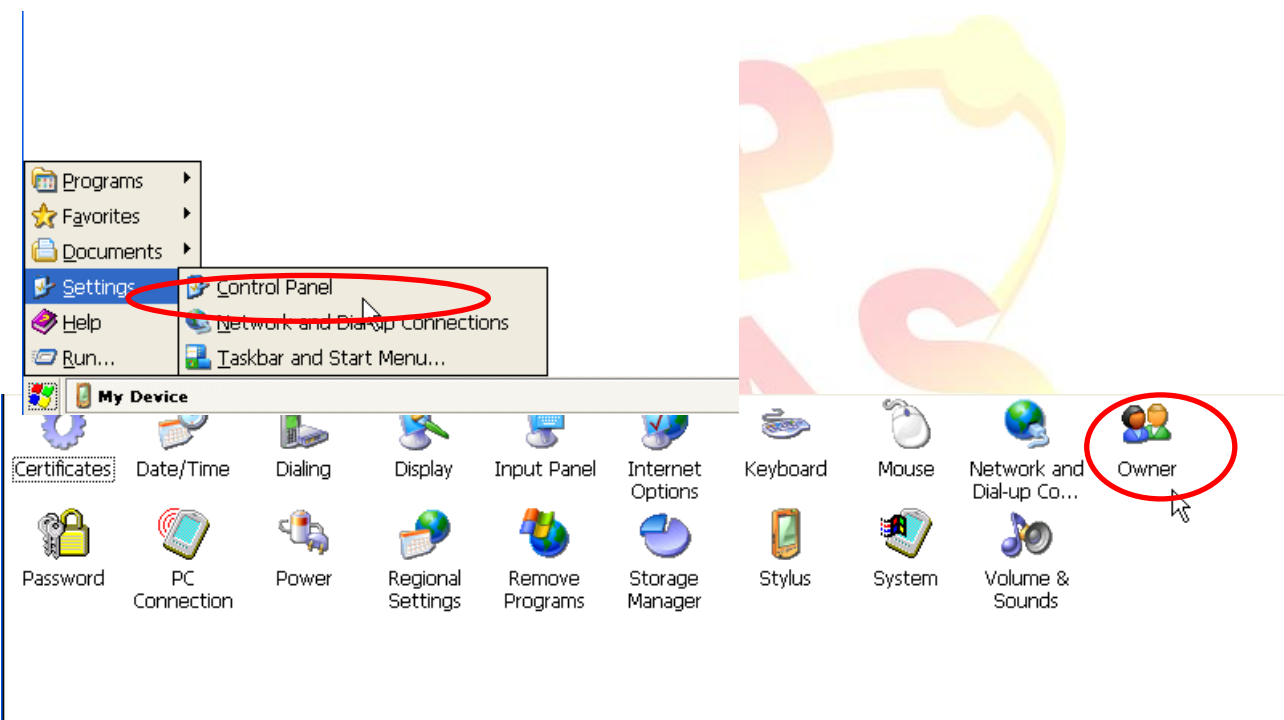 Programs
Favorites
Documents
Settings
Help
Run...
Control Panel
Network and Dial-up Connections
Taskbar and Start Menu...
My Device
Certificates
Date/Time
Dialing
Display
Input Panel
Internet
Options
Keyboard
Mouse
Network and
Dial-up Co...
Owner
Password
PC
Connection
Power
Regional
Settings
Remove
Programs
Storage
Manager
Stylus
System
Volume &
Sounds